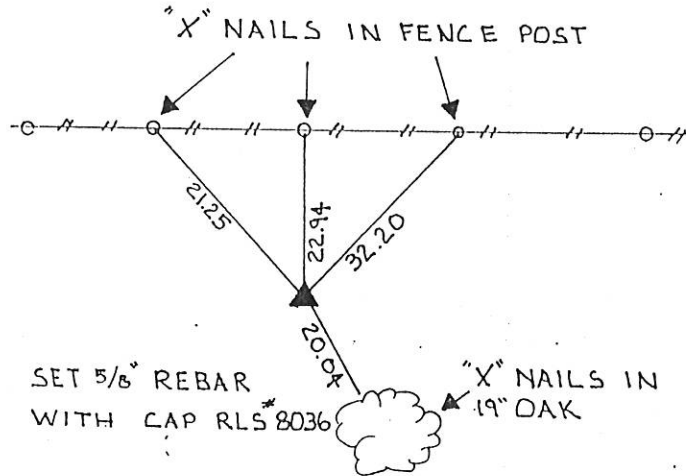 "X" NAILS IN FENCE POST
21.25
22.94
32.20
20.04
SET 5/8" REBAR
WITH CAP RLS# 8036
"X" NAILS IN
19" OAK